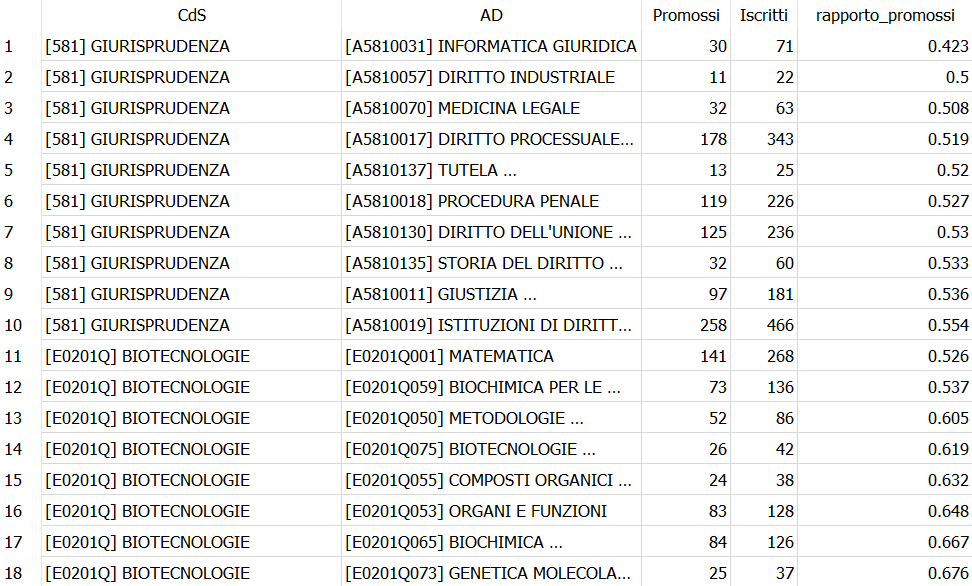 CdS AD Promossi Iscritti rapporto_promossi
1 [581] GIURISPRUDENZA [A5810031] INFORMATICA GIURIDICA 30 71 0.423
2 [581] GIURISPRUDENZA [A5810057] DIRITTO INDUSTRIALE 11 22 0.5
3 [581] GIURISPRUDENZA [A5810070] MEDICINA LEGALE 32 63 0.508
4 [581] GIURISPRUDENZA [A5810017] DIRITTO PROCESSUALE... 178 343 0.519
5 [581] GIURISPRUDENZA [A5810137] TUTELA ... 13 25 0.52
6 [581] GIURISPRUDENZA [A5810018] PROCEDURA PENALE 119 226 0.527
7 [581] GIURISPRUDENZA [A5810130] DIRITTO DELL'UNIONE ... 125 236 0.53
8 [581] GIURISPRUDENZA [A5810135] STORIA DEL DIRITTO ... 32 60 0.533
9 [581] GIURISPRUDENZA [A5810011] GIUSTIZIA ... 97 181 0.536
10 [581] GIURISPRUDENZA [A5810019] ISTITUZIONI DI DIRITT... 258 466 0.554
11 [E0201Q] BIOTECNOLOGIE [E0201Q001] MATEMATICA 141 268 0.526
12 [E0201Q] BIOTECNOLOGIE [E0201Q059] BIOCHIMICA PER LE ... 73 136 0.537
13 [E0201Q] BIOTECNOLOGIE [E0201Q050] METODOLOGIE ... 52 86 0.605
14 [E0201Q] BIOTECNOLOGIE [E0201Q075] BIOTECNOLOGIE ... 26 42 0.619
15 [E0201Q] BIOTECNOLOGIE [E0201Q055] COMPOSTI ORGANICI ... 24 38 0.632
16 [E0201Q] BIOTECNOLOGIE [E0201Q053] ORGANI E FUNZIONI 83 128 0.648
17 [E0201Q] BIOTECNOLOGIE [E0201Q065] BIOCHIMICA ... 84 126 0.667
18 [E0201Q] BIOTECNOLOGIE [E0201Q073] GENETICA MOLECOLA... 25 37 0.676